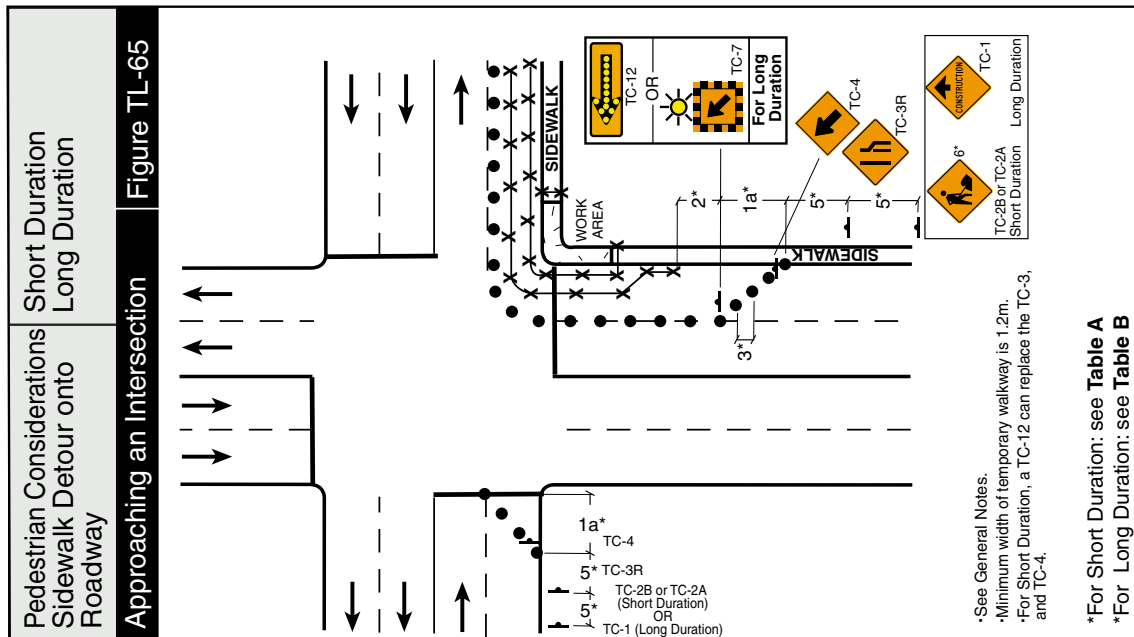 Pedestrian Considerations
Sidewalk Detour onto
Roadway
Short Duration
Long Duration
Approaching an Intersection
Figure TL-65
TC-12
OR
TC-7
For Long
Duration
SIDEWALK
WORK
AREA
2*
1a*
5*
5*
TC-4
TC-3R
SIDEWALK
3*
6*
TC-2B or TC-2A
Short Duration
CONSTRUCTION
TC-1
Long Duration
1a*
TC-4
5* TC-3R
TC-2B or TC-2A
(Short Duration)
5*
OR
TC-1 (Long Duration)
•See General Notes.
•Minimum width of temporary walkway is 1.2m.
•For Short Duration, a TC-12 can replace the TC-3,
and TC-4.
*For Short Duration: see Table A
*For Long Duration: see Table B